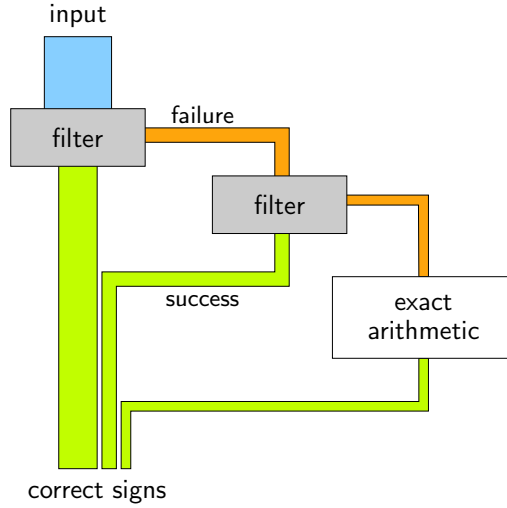 input
failure
filter
filter
success
exact
arithmetic
correct signs